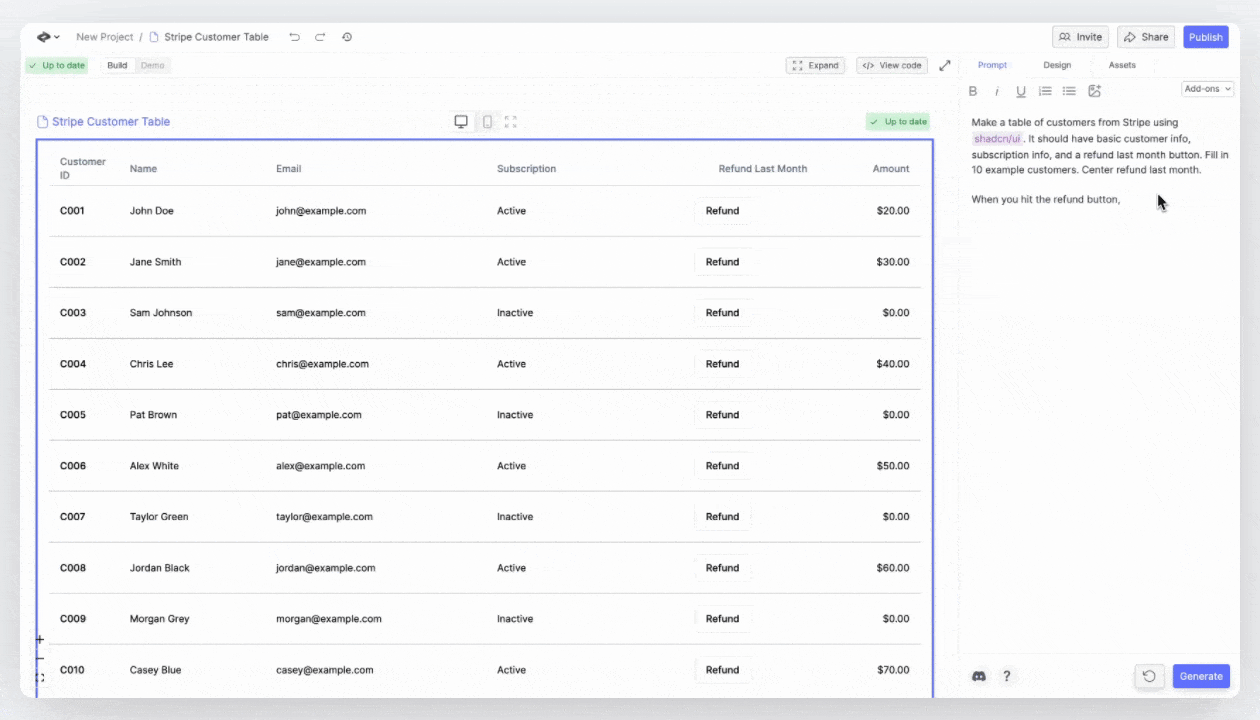 New Project / Stripe Customer Table
Invite
Share
Publish
Up to date
Build
Demo
Expand
</> View code
Prompt
Design
Assets
B i U
Add-ons
Stripe Customer Table
Up to date
Make a table of customers from Stripe using
shadcn/ui. It should have basic customer info,
subscription info, and a refund last month button. Fill in
10 example customers. Center refund last month.
When you hit the refund button,
Customer
ID
Name
Email
Subscription
Refund Last Month
Amount
C001 John Doe john@example.com Active Refund $20.00
C002 Jane Smith jane@example.com Active Refund $30.00
C003 Sam Johnson sam@example.com Inactive Refund $0.00
C004 Chris Lee chris@example.com Active Refund $40.00
C005 Pat Brown pat@example.com Inactive Refund $0.00
C006 Alex White alex@example.com Active Refund $50.00
C007 Taylor Green taylor@example.com Inactive Refund $0.00
C008 Jordan Black jordan@example.com Active Refund $60.00
C009 Morgan Grey morgan@example.com Inactive Refund $0.00
C010 Casey Blue casey@example.com Active Refund $70.00
?
Generate